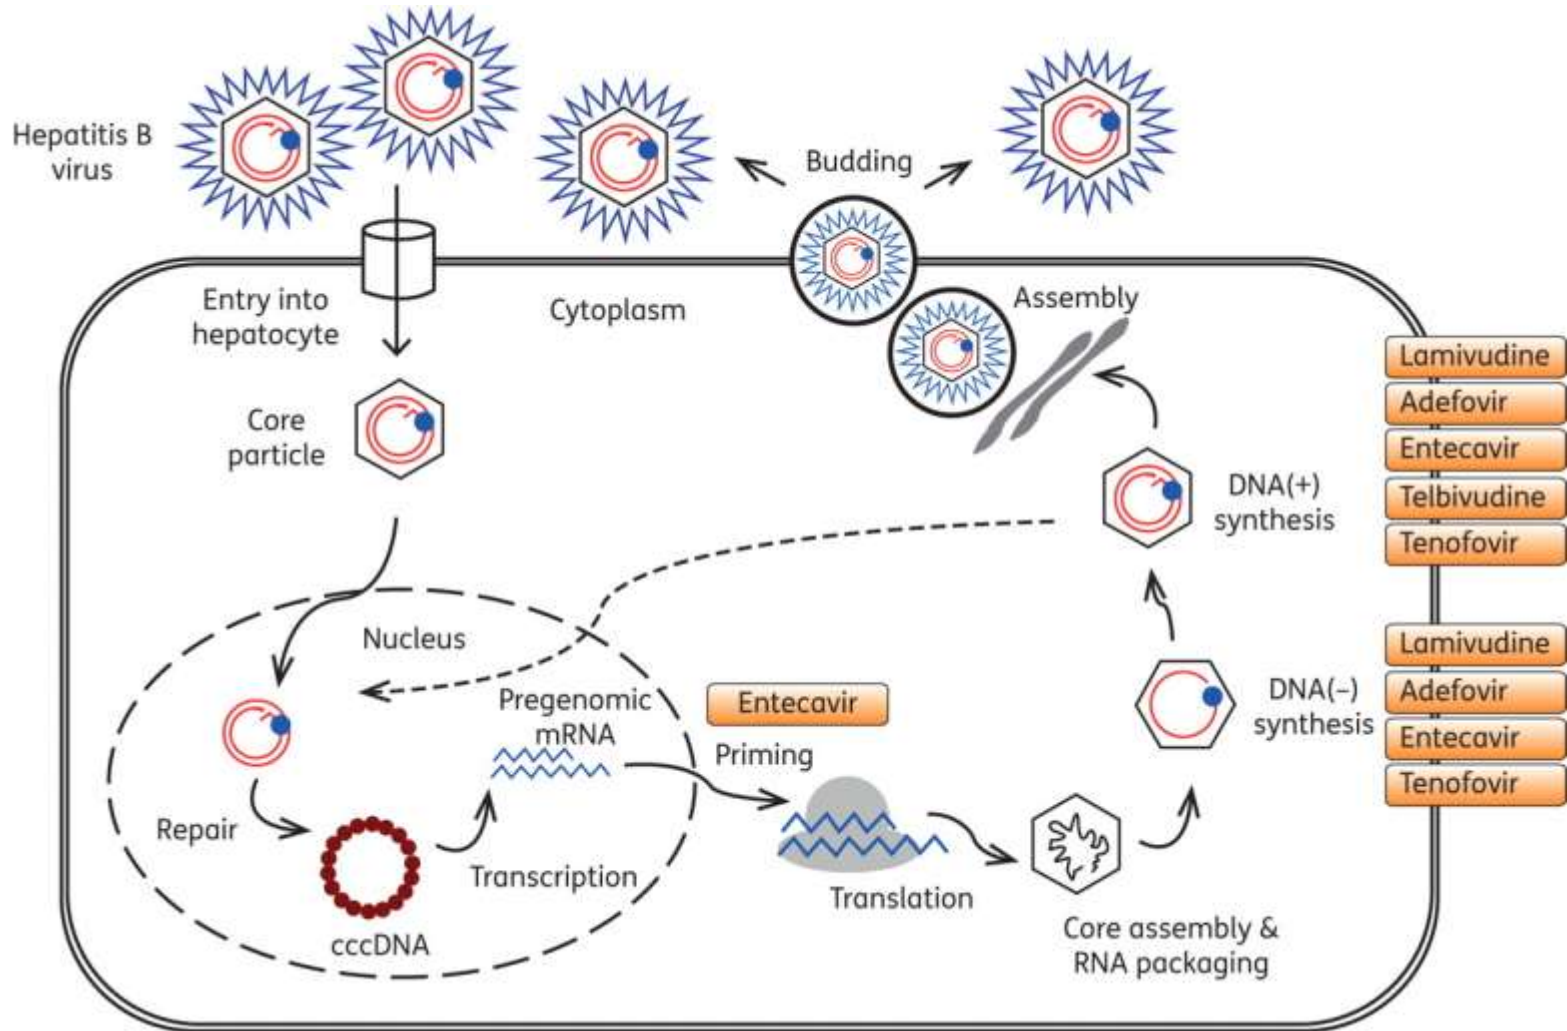 Hepatitis B
virus
Budding
Entry into
hepatocyte
Cytoplasm
Assembly
Core
particle
DNA(+)
synthesis
Lamivudine
Adefovir
Entecavir
Telbivudine
Tenofovir
Nucleus
Pregenomic
mRNA
Entecavir
Priming
DNA(–)
synthesis
Lamivudine
Adefovir
Entecavir
Tenofovir
Repair
Transcription
cccDNA
Translation
Core assembly &
RNA packaging